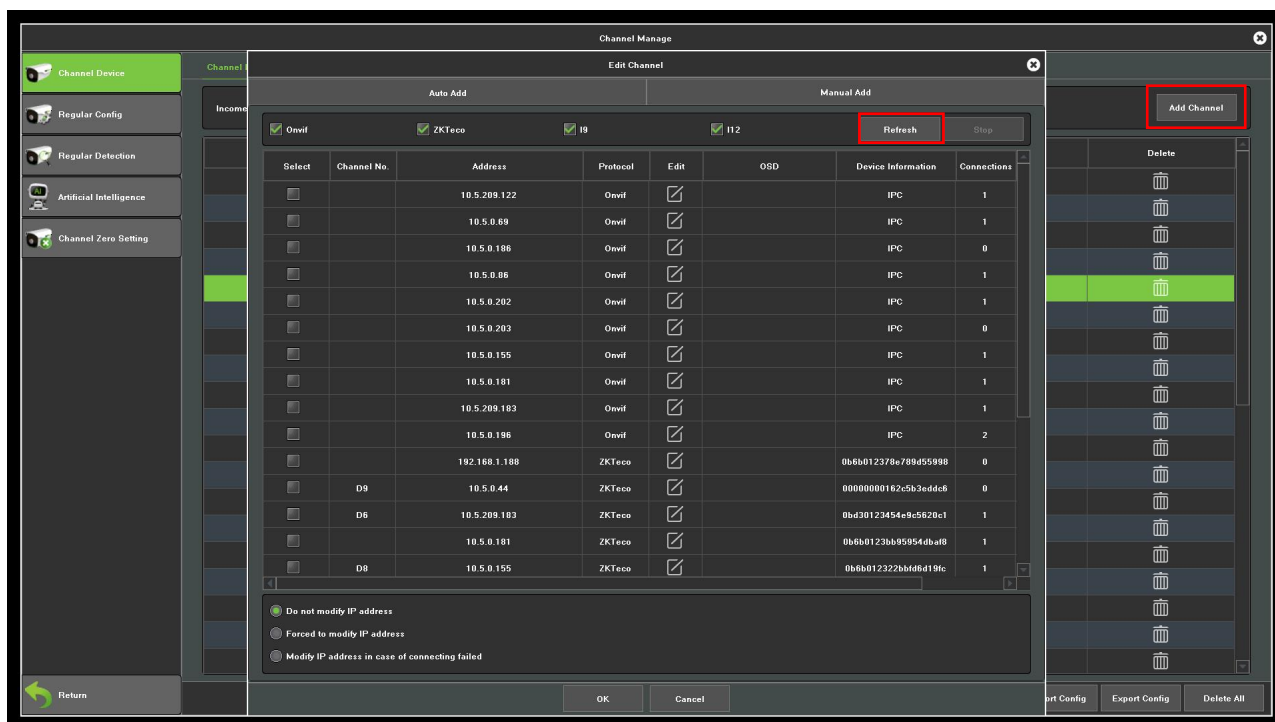 Channel Manage
Edit Channel
Channel Device
Regular Config
Regular Detection
Artificial Intelligence
Channel Zero Setting
Return
Channel
Income
Add Channel
Delete
Auto Add
Manual Add
Onvif ZKTeco I9 I12 Refresh Stop
Select Channel No. Address Protocol Edit OSD Device Information Connections
10.5.209.122 Onvif IPC 1
10.5.0.69 Onvif IPC 1
10.5.0.186 Onvif IPC 0
10.5.0.86 Onvif IPC 1
10.5.0.202 Onvif IPC 1
10.5.0.203 Onvif IPC 0
10.5.0.155 Onvif IPC 1
10.5.0.181 Onvif IPC 1
10.5.209.183 Onvif IPC 1
10.5.0.196 Onvif IPC 2
192.168.1.188 ZKTeco 0b6b012378e789d55998 0
D9 10.5.0.44 ZKTeco 00000000162c5b3eddc6 0
D6 10.5.209.103 ZKTeco 0bd30123454e9c5620c1 1
10.5.0.181 ZKTeco 0b6b0123bb95954dbaf8 1
D8 10.5.0.155 ZKTeco 0b6b012322bbfd6d19fc 1
Do not modify IP address
Forced to modify IP address
Modify IP address in case of connecting failed
OK Cancel
ort Config Export Config Delete All